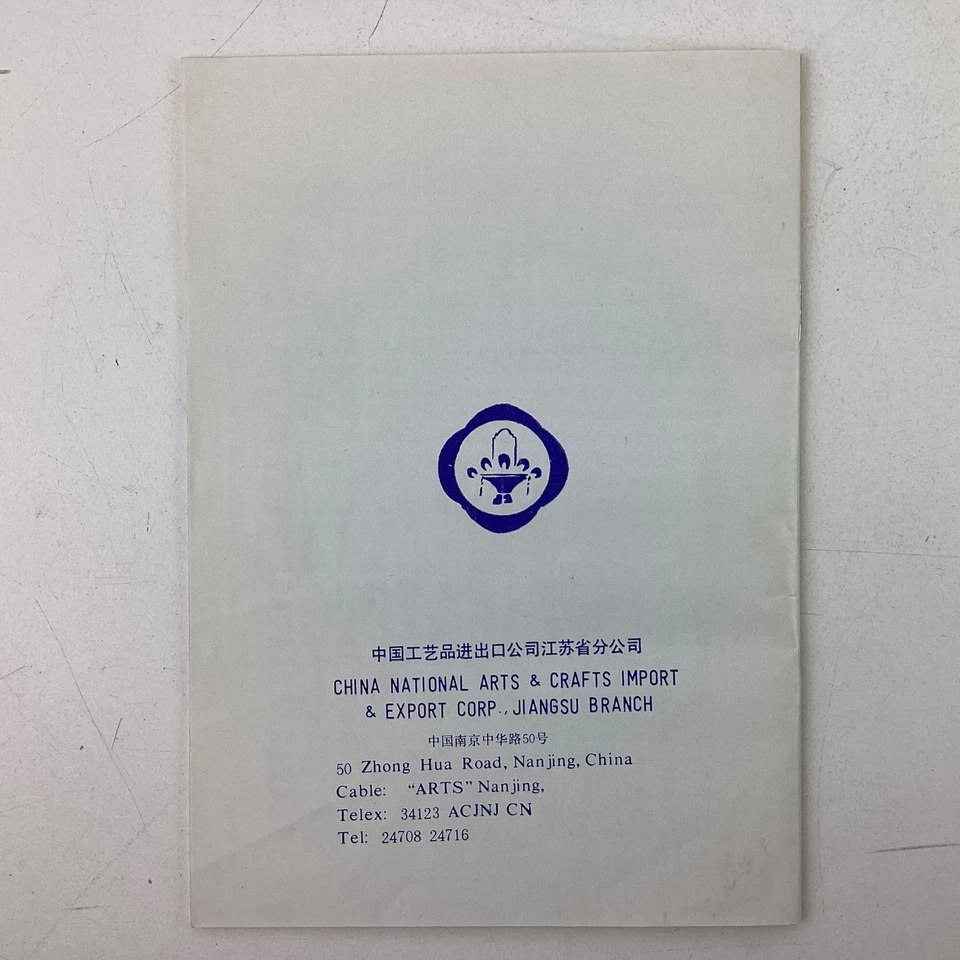 中国工艺品进出口公司江苏省分公司
CHINA NATIONAL ARTS & CRAFTS IMPORT
& EXPORT CORP., JIANGSU BRANCH
中国南京中华路50号
50 Zhong Hua Road, Nanjing, China
Cable: "ARTS" Nanjing,
Telex: 34123 ACJNJ CN
Tel: 24708 24716